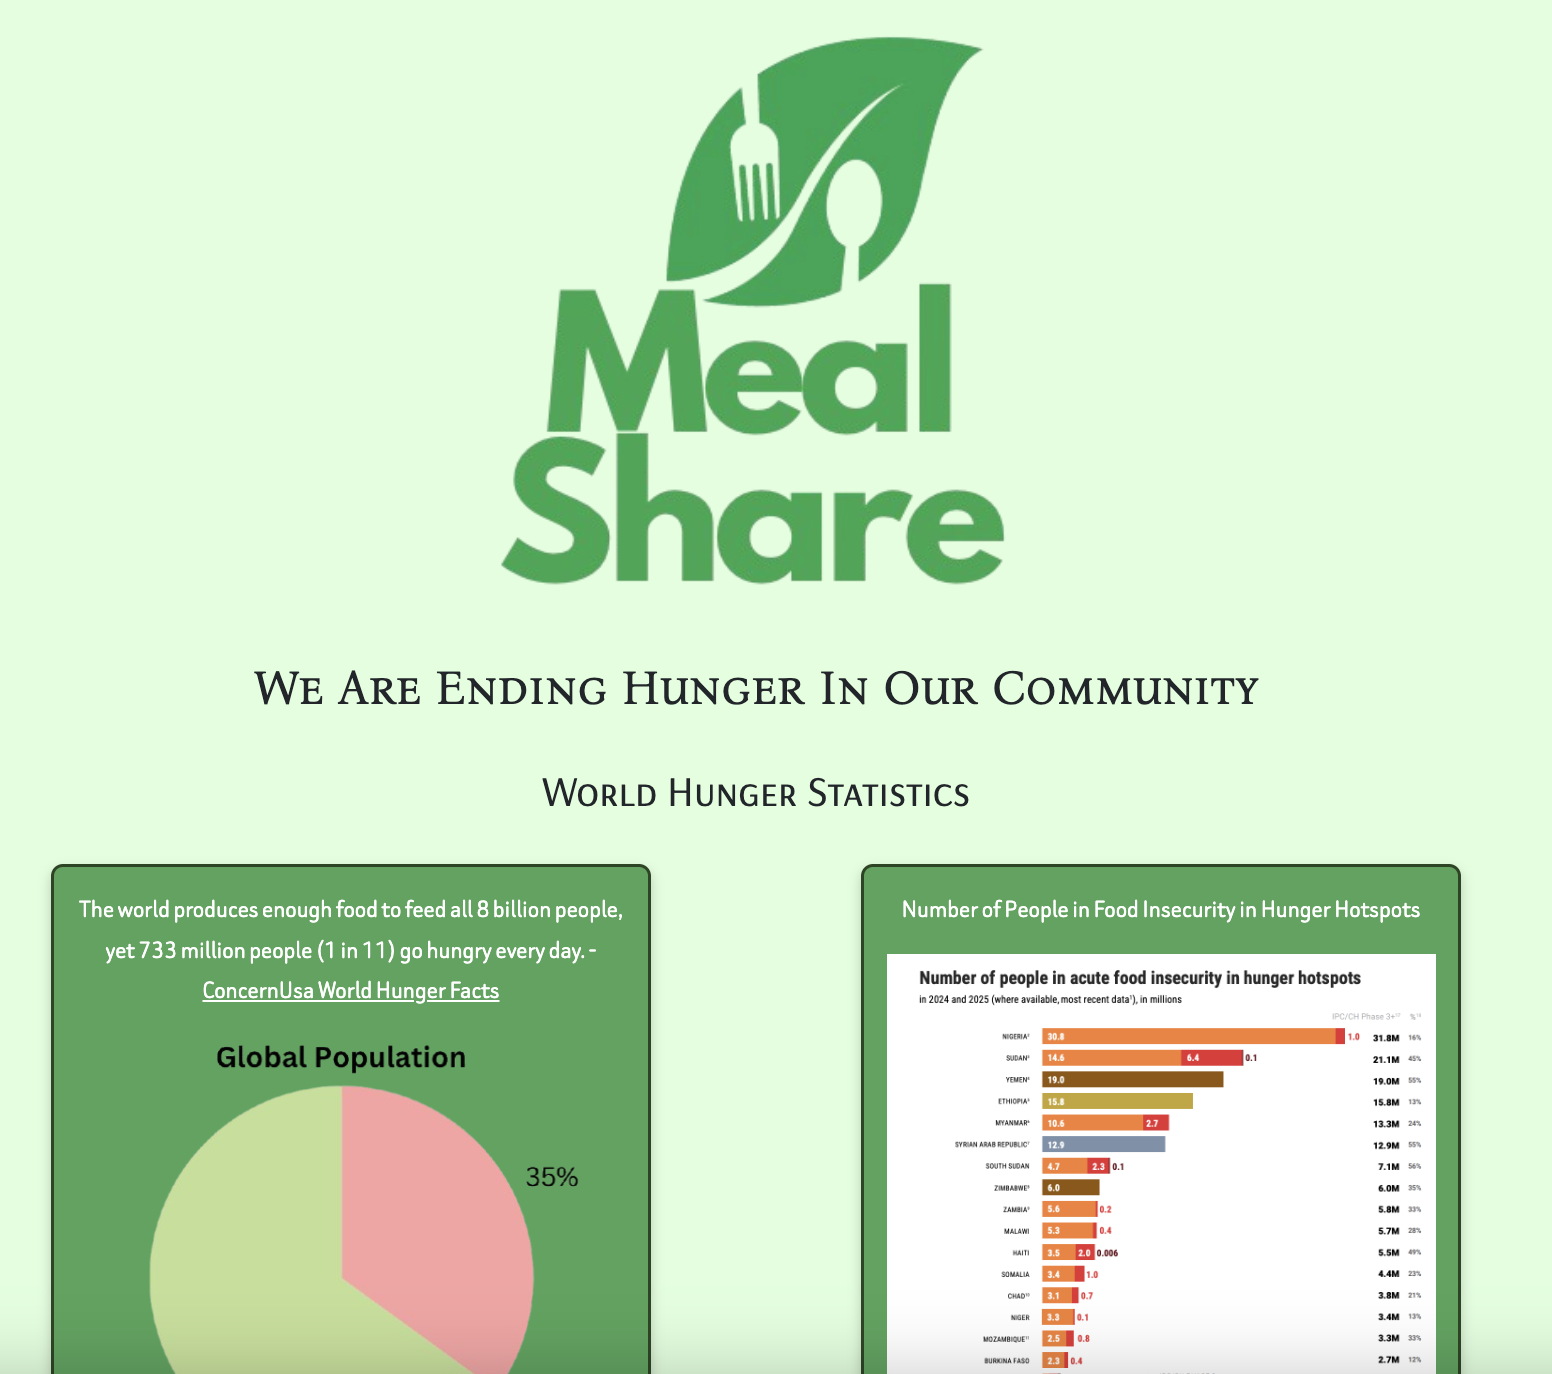 Meal
Share
We Are Ending Hunger In Our Community
World Hunger Statistics
The world produces enough food to feed all 8 billion people,
yet 733 million people (1 in 11) go hungry every day. -
ConcernUsa World Hunger Facts
Global Population
35%
Number of People in Food Insecurity in Hunger Hotspots
Number of people in acute food insecurity in hunger hotspots
in 2024 and 2025 (where available, most recent data¹), in millions
IPC/CH Phase 3+ %
NIGERIA 30.8 1.0 31.8M 16%
SUDAN 14.6 6.4 0.1 21.1M 45%
YEMEN 19.0 19.0M 55%
ETHIOPIA 15.8 15.8M 13%
MYANMAR 10.6 2.7 13.3M 24%
SYRIAN ARAB REPUBLIC 12.9 12.9M 55%
SOUTH SUDAN 4.7 2.3 0.1 7.1M 56%
ZIMBABWE 6.0 6.0M 35%
ZAMBIA 5.6 0.2 5.8M 33%
MALAWI 5.3 0.4 5.7M 28%
HAITI 3.5 2.0 0.006 5.5M 49%
SOMALIA 3.4 1.0 4.4M 23%
CHAD 3.1 0.7 3.8M 21%
NIGER 3.3 0.1 3.4M 13%
MOZAMBIQUE 2.5 0.8 3.3M 33%
BURKINA FASO 2.3 0.4 2.7M 12%